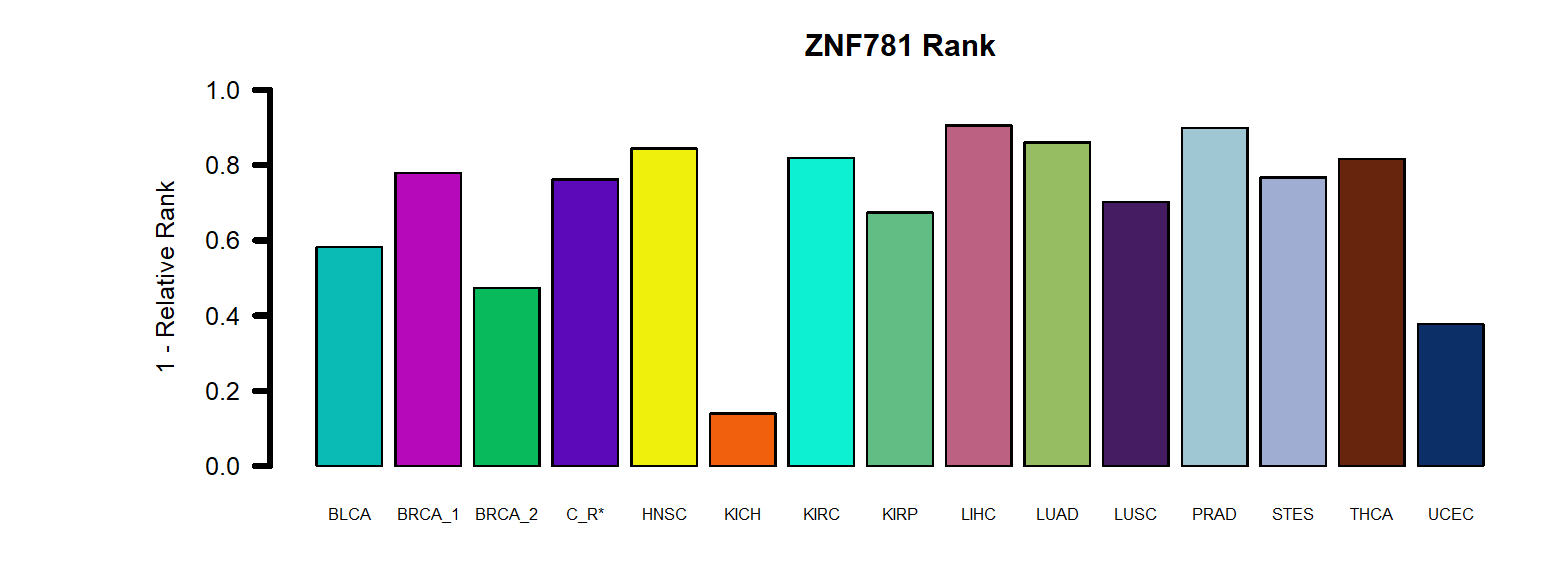 ZNF781 Rank
1 - Relative Rank
1.0
0.8
0.6
0.4
0.2
0.0
BLCA BRCA_1 BRCA_2 C_R* HNSC KICH KIRC KIRP LIHC LUAD LUSC PRAD STES THCA UCEC